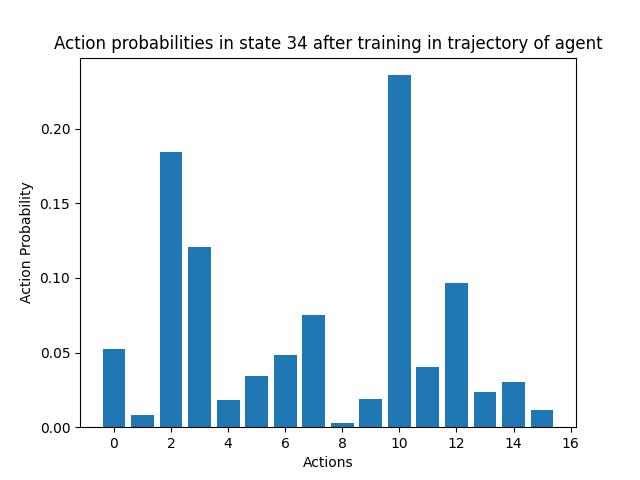 Action probabilities in state 34 after training in trajectory of agent
Action Probability
0.20
0.15
0.10
0.05
0.00
0 2 4 6 8 10 12 14 16
Actions